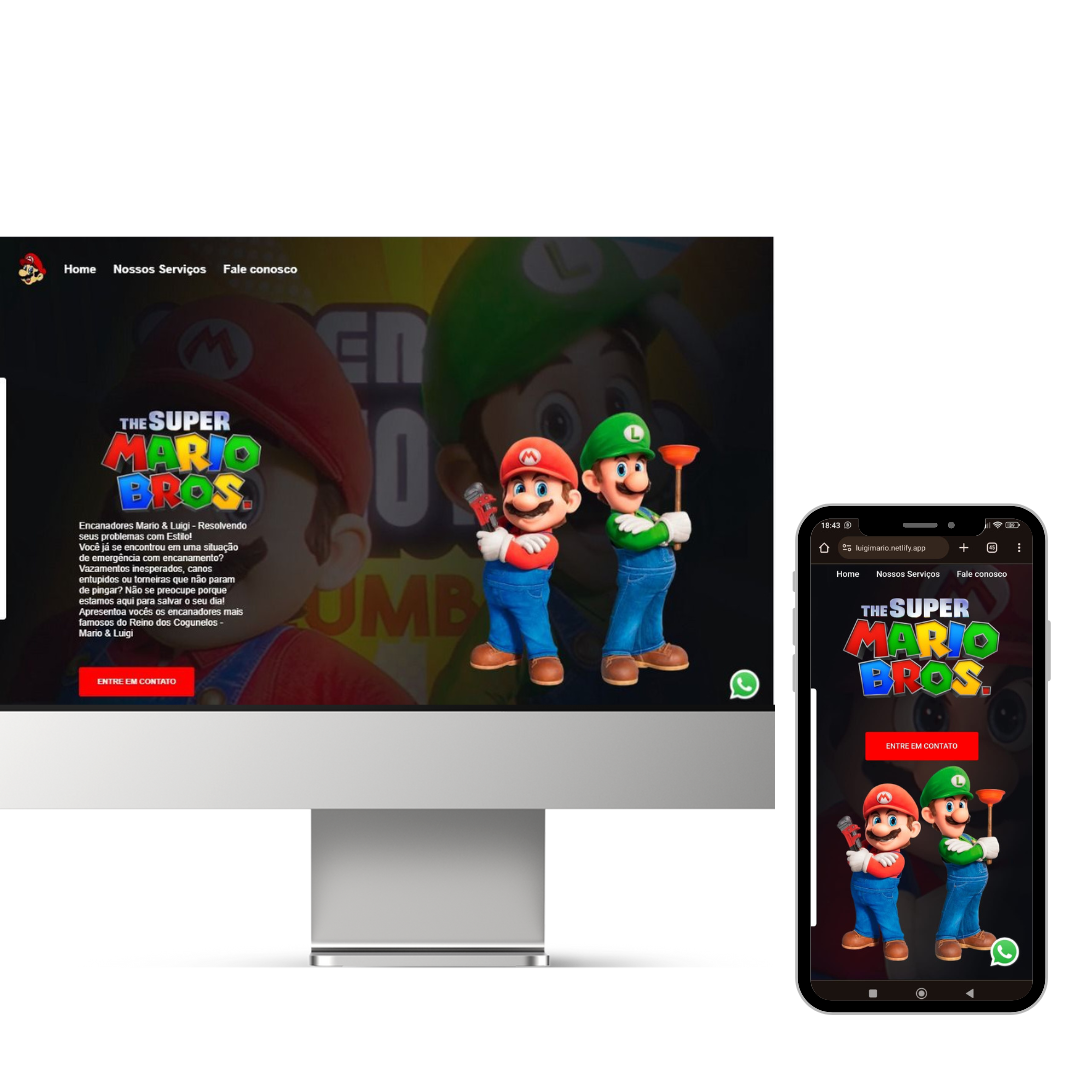 Home Nossos Serviços Fale conosco
THE SUPER
MARIO
BROS.
Encanadores Mario & Luigi - Resolvendo
seus problemas com Estilo!
Você já se encontrou em uma situação
de emergência com encanamento?
Vazamentos inesperados, canos
entupidos ou torneiras que não param
de pingar? Não se preocupe porque
estamos aqui para salvar o seu dia!
Apresentoa vocês os encanadores mais
famosos do Reino dos Cogunelos -
Mario & Luigi
ENTRE EM CONTATO
M
L
M
L
18:43
luigimario.netlify.app
Home Nossos Serviços Fale conosco
THE SUPER
MARIO
BROS.
ENTRE EM CONTATO
M
L